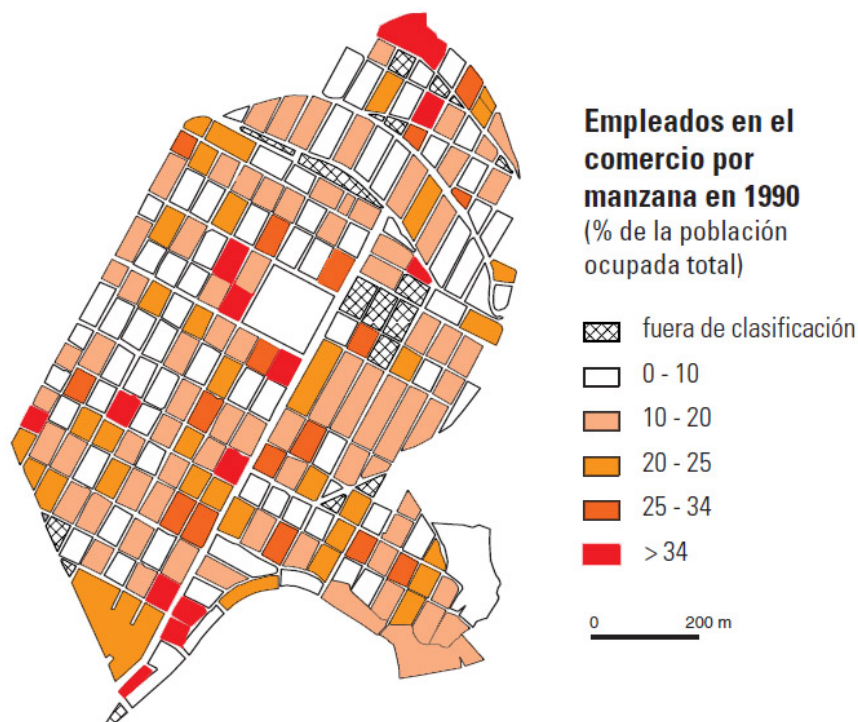 Empleados en el
comercio por
manzana en 1990
(% de la población
ocupada total)
fuera de clasificación
0 - 10
10 - 20
20 - 25
25 - 34
> 34
0 200 m